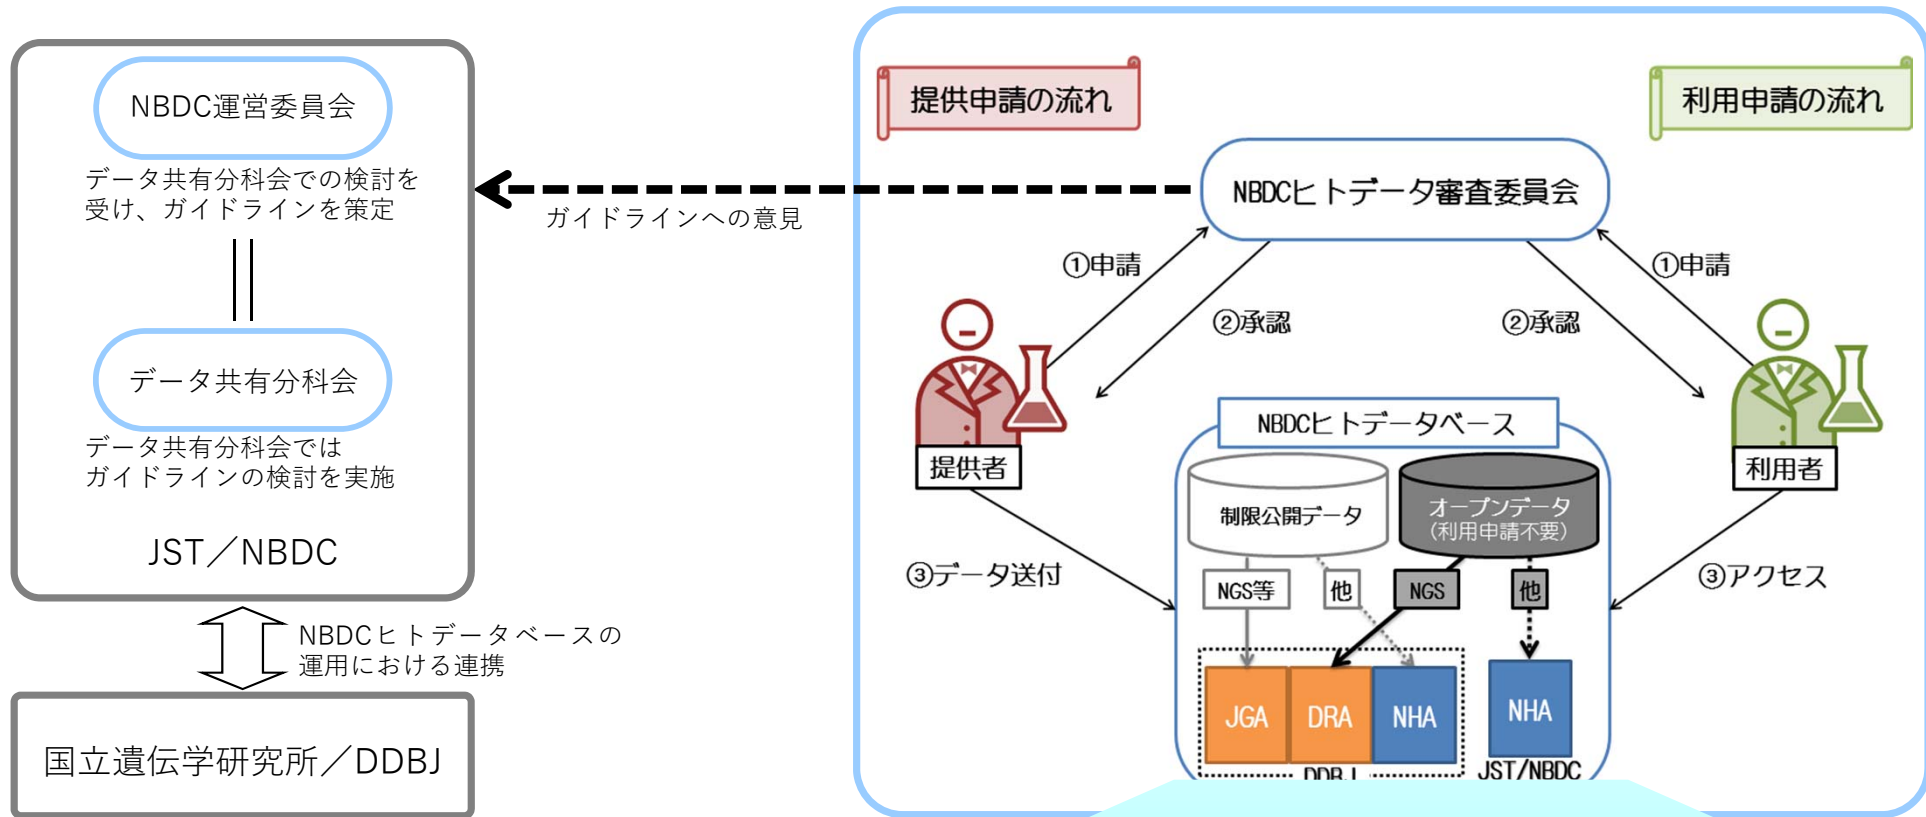 NBDC運営委員会
データ共有分科会での検討を
受け、ガイドラインを策定
データ共有分科会
データ共有分科会では
ガイドラインの検討を実施
JST／NBDC
NBDCヒトデータベースの
運用における連携
国立遺伝学研究所／DDBJ
ガイドラインへの意見
提供申請の流れ
利用申請の流れ
NBDCヒトデータ審査委員会
①申請
②承認
②承認
①申請
提供者
利用者
③データ送付
③アクセス
NBDCヒトデータベース
制限公開データ
オープンデータ
(利用申請不要)
NGS等
他
NGS
他
JGA
DRA
NHA
NHA
DDBJ
JST/NBDC